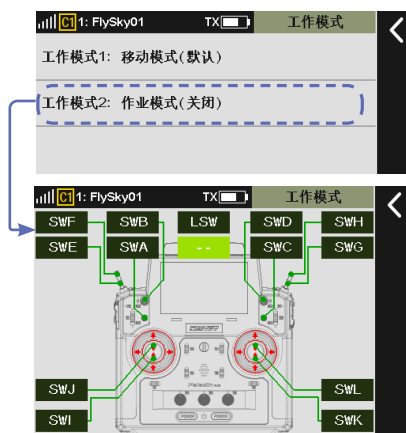 C1 1: FlySky01 TX 工作模式
工作模式1: 移动模式(默认)
工作模式2: 作业模式(关闭)
C1 1: FlySky01 TX 工作模式
SWF SWB LSW SWD SWH
SWE SWA -- SWC SWG
SWJ SWL
SWI SWK
POWER POWER